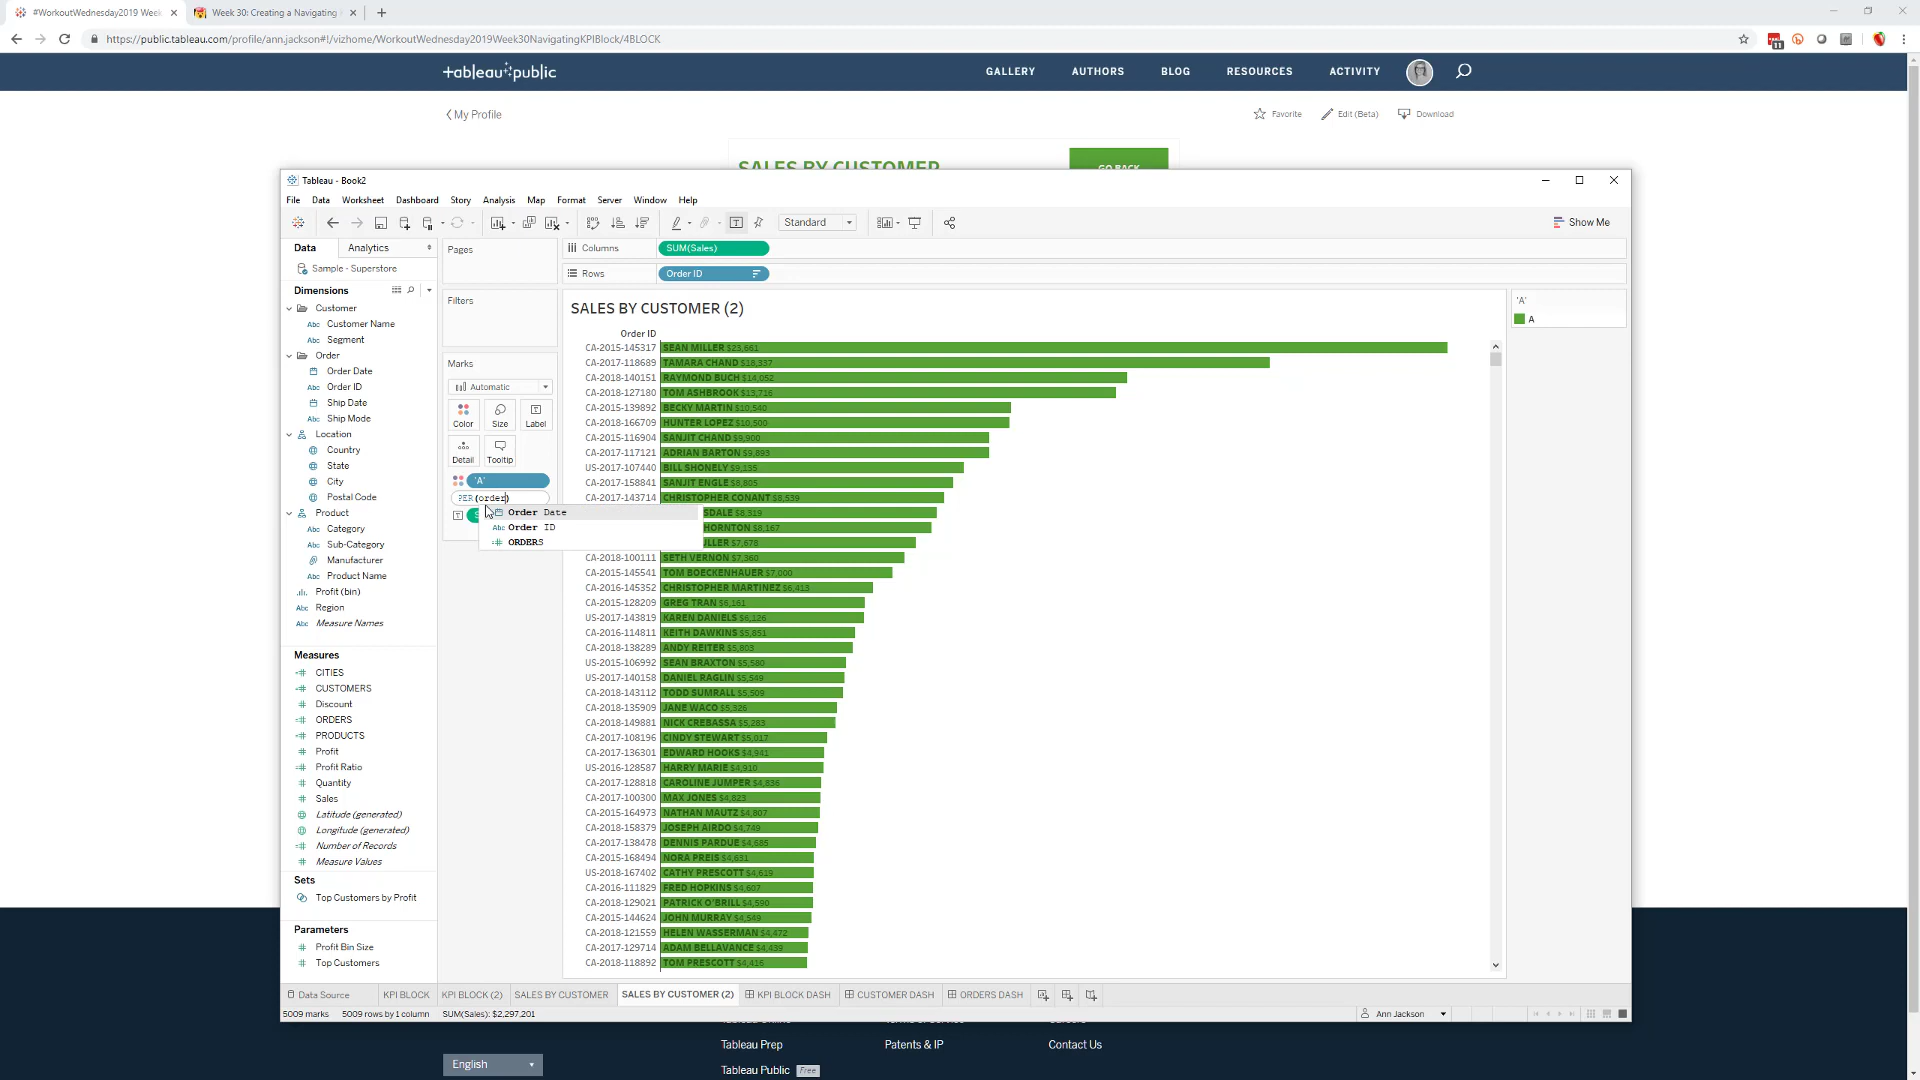 #WorkoutWednesday2019 Week
Week 30: Creating a Navigating
https://public.tableau.com/profile/ann.jackson#!/vizhome/WorkoutWednesday2019Week30NavigatingKPIBlock/4BLOCK
+tableau+public
GALLERY AUTHORS BLOG RESOURCES ACTIVITY
My Profile
Favorite Edit (Beta) Download
SALES BY CUSTOMER
GO BACK
Tableau - Book2
File Data Worksheet Dashboard Story Analysis Map Format Server Window Help
Standard
Show Me
Data Analytics
Sample - Superstore
Dimensions
Customer
Customer Name
Segment
Order
Order Date
Order ID
Ship Date
Ship Mode
Location
Country
State
City
Postal Code
Product
Category
Sub-Category
Manufacturer
Product Name
Profit (bin)
Region
Measure Names
Measures
CITIES
CUSTOMERS
Discount
ORDERS
PRODUCTS
Profit
Profit Ratio
Quantity
Sales
Latitude (generated)
Longitude (generated)
Number of Records
Measure Values
Sets
Top Customers by Profit
Parameters
Profit Bin Size
Top Customers
Pages
Filters
Marks
Automatic
Color Size Label
Detail Tooltip
'A'
PER(order)
Order Date
Order ID
ORDERS
Columns SUM(Sales)
Rows Order ID
SALES BY CUSTOMER (2)
Order ID
CA-2015-145317 SEAN MILLER $23,661
CA-2017-118689 TAMARA CHAND $18,337
CA-2018-140151 RAYMOND BUCH $14,052
CA-2018-127180 TOM ASHBROOK $13,716
CA-2015-139892 BECKY MARTIN $10,540
CA-2018-166709 HUNTER LOPEZ $10,500
CA-2015-116904 SANJIT CHAND $9,900
CA-2017-117121 ADRIAN BARTON $9,893
US-2017-107440 BILL SHONELY $9,135
CA-2017-158841 SANJIT ENGLE $8,805
CA-2017-143714 CHRISTOPHER CONANT $8,539
SDALE $8,319
HORNTON $8,167
LLER $7,678
CA-2018-100111 SETH VERNON $7,360
CA-2015-145541 TOM BOECKENHAUER $7,000
CA-2016-145352 CHRISTOPHER MARTINEZ $6,413
CA-2015-128209 GREG TRAN $6,161
US-2017-143819 KAREN DANIELS $6,126
CA-2016-114811 KEITH DAWKINS $5,851
CA-2018-138289 ANDY REITER $5,803
US-2015-106992 SEAN BRAXTON $5,580
US-2017-140158 DANIEL RAGLIN $5,549
CA-2018-143112 TODD SUMRALL $5,509
CA-2018-135909 JANE WACO $5,326
CA-2018-149881 NICK CREBASSA $5,283
CA-2017-108196 CINDY STEWART $5,017
CA-2017-136301 EDWARD HOOKS $4,941
US-2016-128587 HARRY MARIE $4,910
CA-2017-128818 CAROLINE JUMPER $4,836
CA-2017-100300 MAX JONES $4,823
CA-2015-164973 NATHAN MAUTZ $4,807
CA-2018-158379 JOSEPH AIRDO $4,749
CA-2017-138478 DENNIS PARDUE $4,685
CA-2015-168494 NORA PREIS $4,631
US-2018-167402 CATHY PRESCOTT $4,619
CA-2016-111829 FRED HOPKINS $4,607
CA-2018-129021 PATRICK O'BRILL $4,590
CA-2015-144624 JOHN MURRAY $4,549
CA-2018-121559 HELEN WASSERMAN $4,472
CA-2017-129714 ADAM BELLAVANCE $4,439
CA-2018-118892 TOM PRESCOTT $4,416
'A'
A
Data Source KPI BLOCK KPI BLOCK (2) SALES BY CUSTOMER SALES BY CUSTOMER (2) KPI BLOCK DASH CUSTOMER DASH ORDERS DASH
5009 marks 5009 rows by 1 column SUM(Sales): $2,297,201
Ann Jackson
Tableau Prep Patents & IP Contact Us
English
Tableau Public Free